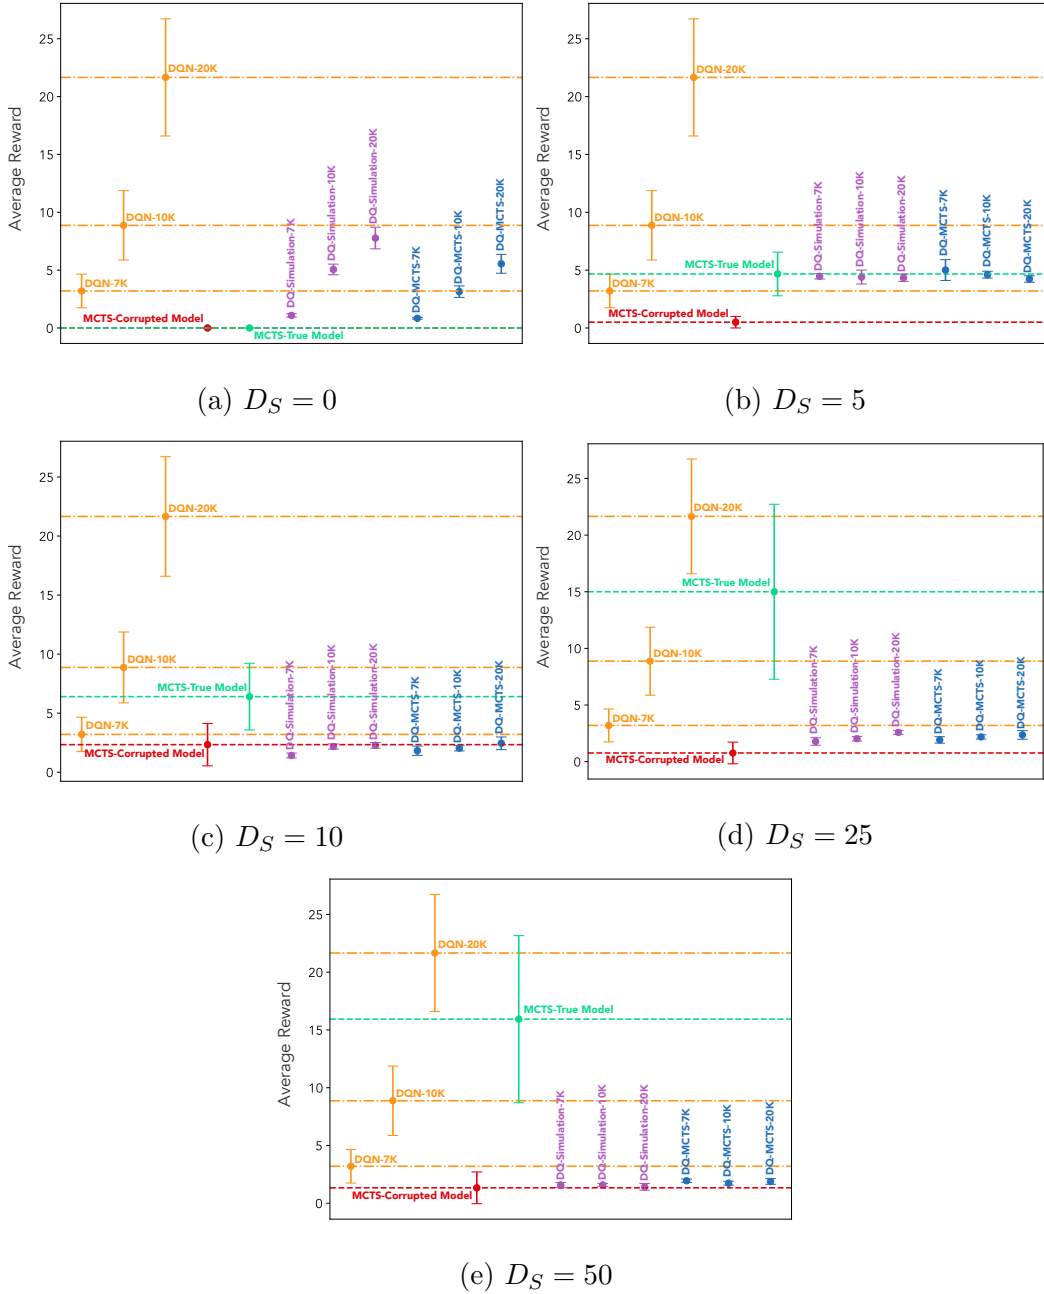 Average Reward
25
20
15
10
5
0
DQN-20K
DQN-10K
DQN-7K
MCTS-Corrupted Model
MCTS-True Model
DQ-Simulation-7K
DQ-Simulation-10K
DQ-Simulation-20K
DQ-MCTS-7K
DQ-MCTS-10K
DQ-MCTS-20K
(a) D_S = 0
Average Reward
25
20
15
10
5
0
DQN-20K
DQN-10K
DQN-7K
MCTS-True Model
MCTS-Corrupted Model
DQ-Simulation-7K
DQ-Simulation-10K
DQ-Simulation-20K
DQ-MCTS-7K
DQ-MCTS-10K
DQ-MCTS-20K
(b) D_S = 5
Average Reward
25
20
15
10
5
0
DQN-20K
DQN-10K
DQN-7K
MCTS-True Model
MCTS-Corrupted Model
DQ-Simulation-7K
DQ-Simulation-10K
DQ-Simulation-20K
DQ-MCTS-7K
DQ-MCTS-10K
DQ-MCTS-20K
(c) D_S = 10
Average Reward
25
20
15
10
5
0
DQN-20K
MCTS-True Model
DQN-10K
DQN-7K
MCTS-Corrupted Model
DQ-Simulation-7K
DQ-Simulation-10K
DQ-Simulation-20K
DQ-MCTS-7K
DQ-MCTS-10K
DQ-MCTS-20K
(d) D_S = 25
Average Reward
25
20
15
10
5
0
DQN-20K
MCTS-True Model
DQN-10K
DQN-7K
MCTS-Corrupted Model
DQ-Simulation-7K
DQ-Simulation-10K
DQ-Simulation-20K
DQ-MCTS-7K
DQ-MCTS-10K
DQ-MCTS-20K
(e) D_S = 50